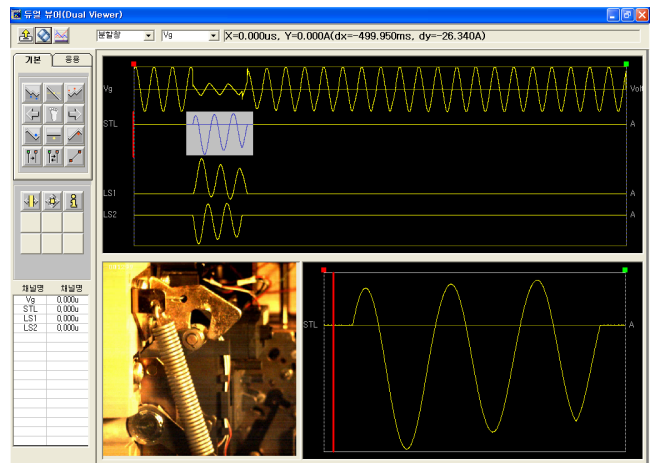 듀얼 뷰어(Dual Viewer)
분할창 Vg X=0.000us, Y=0.000A(dx=-499.950ms, dy=-26.340A)
기본 응용
Vg Volt
STL A
LS1 A
LS2 A
채널명 채널명
Vg 0,000u
STL 0,000u
LS1 0,000u
LS2 0,000u
STL A